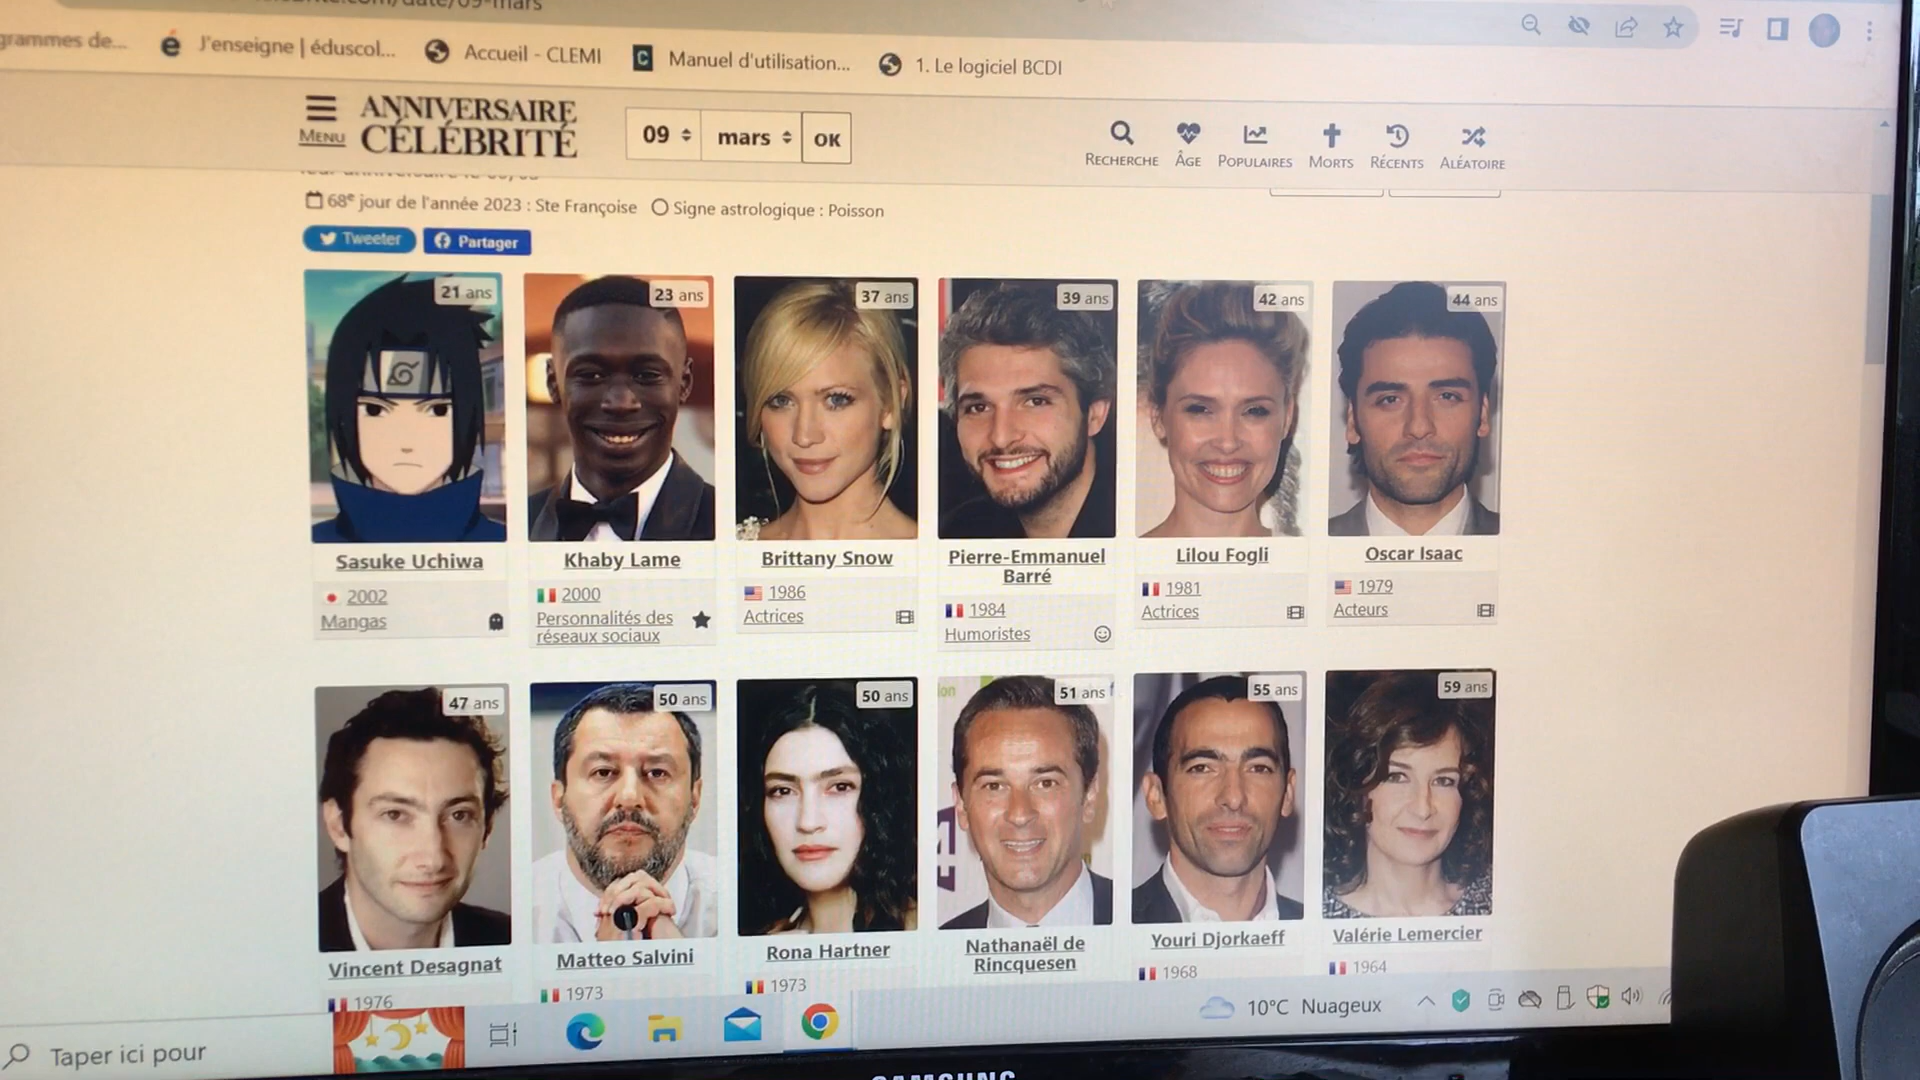 grammes de...
J'enseigne | éduscol...
Accueil - CLEMI
Manuel d'utilisation...
1. Le logiciel BCDI
MENU
ANNIVERSAIRE
CÉLÉBRITÉ
09
mars
OK
RECHERCHE
ÂGE
POPULAIRES
MORTS
RÉCENTS
ALÉATOIRE
68e jour de l'année 2023 : Ste Françoise
Signe astrologique : Poisson
Tweeter
Partager
21 ans
23 ans
37 ans
39 ans
42 ans
44 ans
Sasuke Uchiwa
2002
Mangas
Khaby Lame
2000
Personnalités des
réseaux sociaux
Brittany Snow
1986
Actrices
Pierre-Emmanuel
Barré
1984
Humoristes
Lilou Fogli
1981
Actrices
Oscar Isaac
1979
Acteurs
47 ans
50 ans
50 ans
51 ans
55 ans
59 ans
Vincent Desagnat
1976
Matteo Salvini
1973
Rona Hartner
1973
Nathanaël de
Rincquesen
Youri Djorkaeff
1968
Valérie Lemercier
1964
Taper ici pour
10°C Nuageux
SAMSUNG